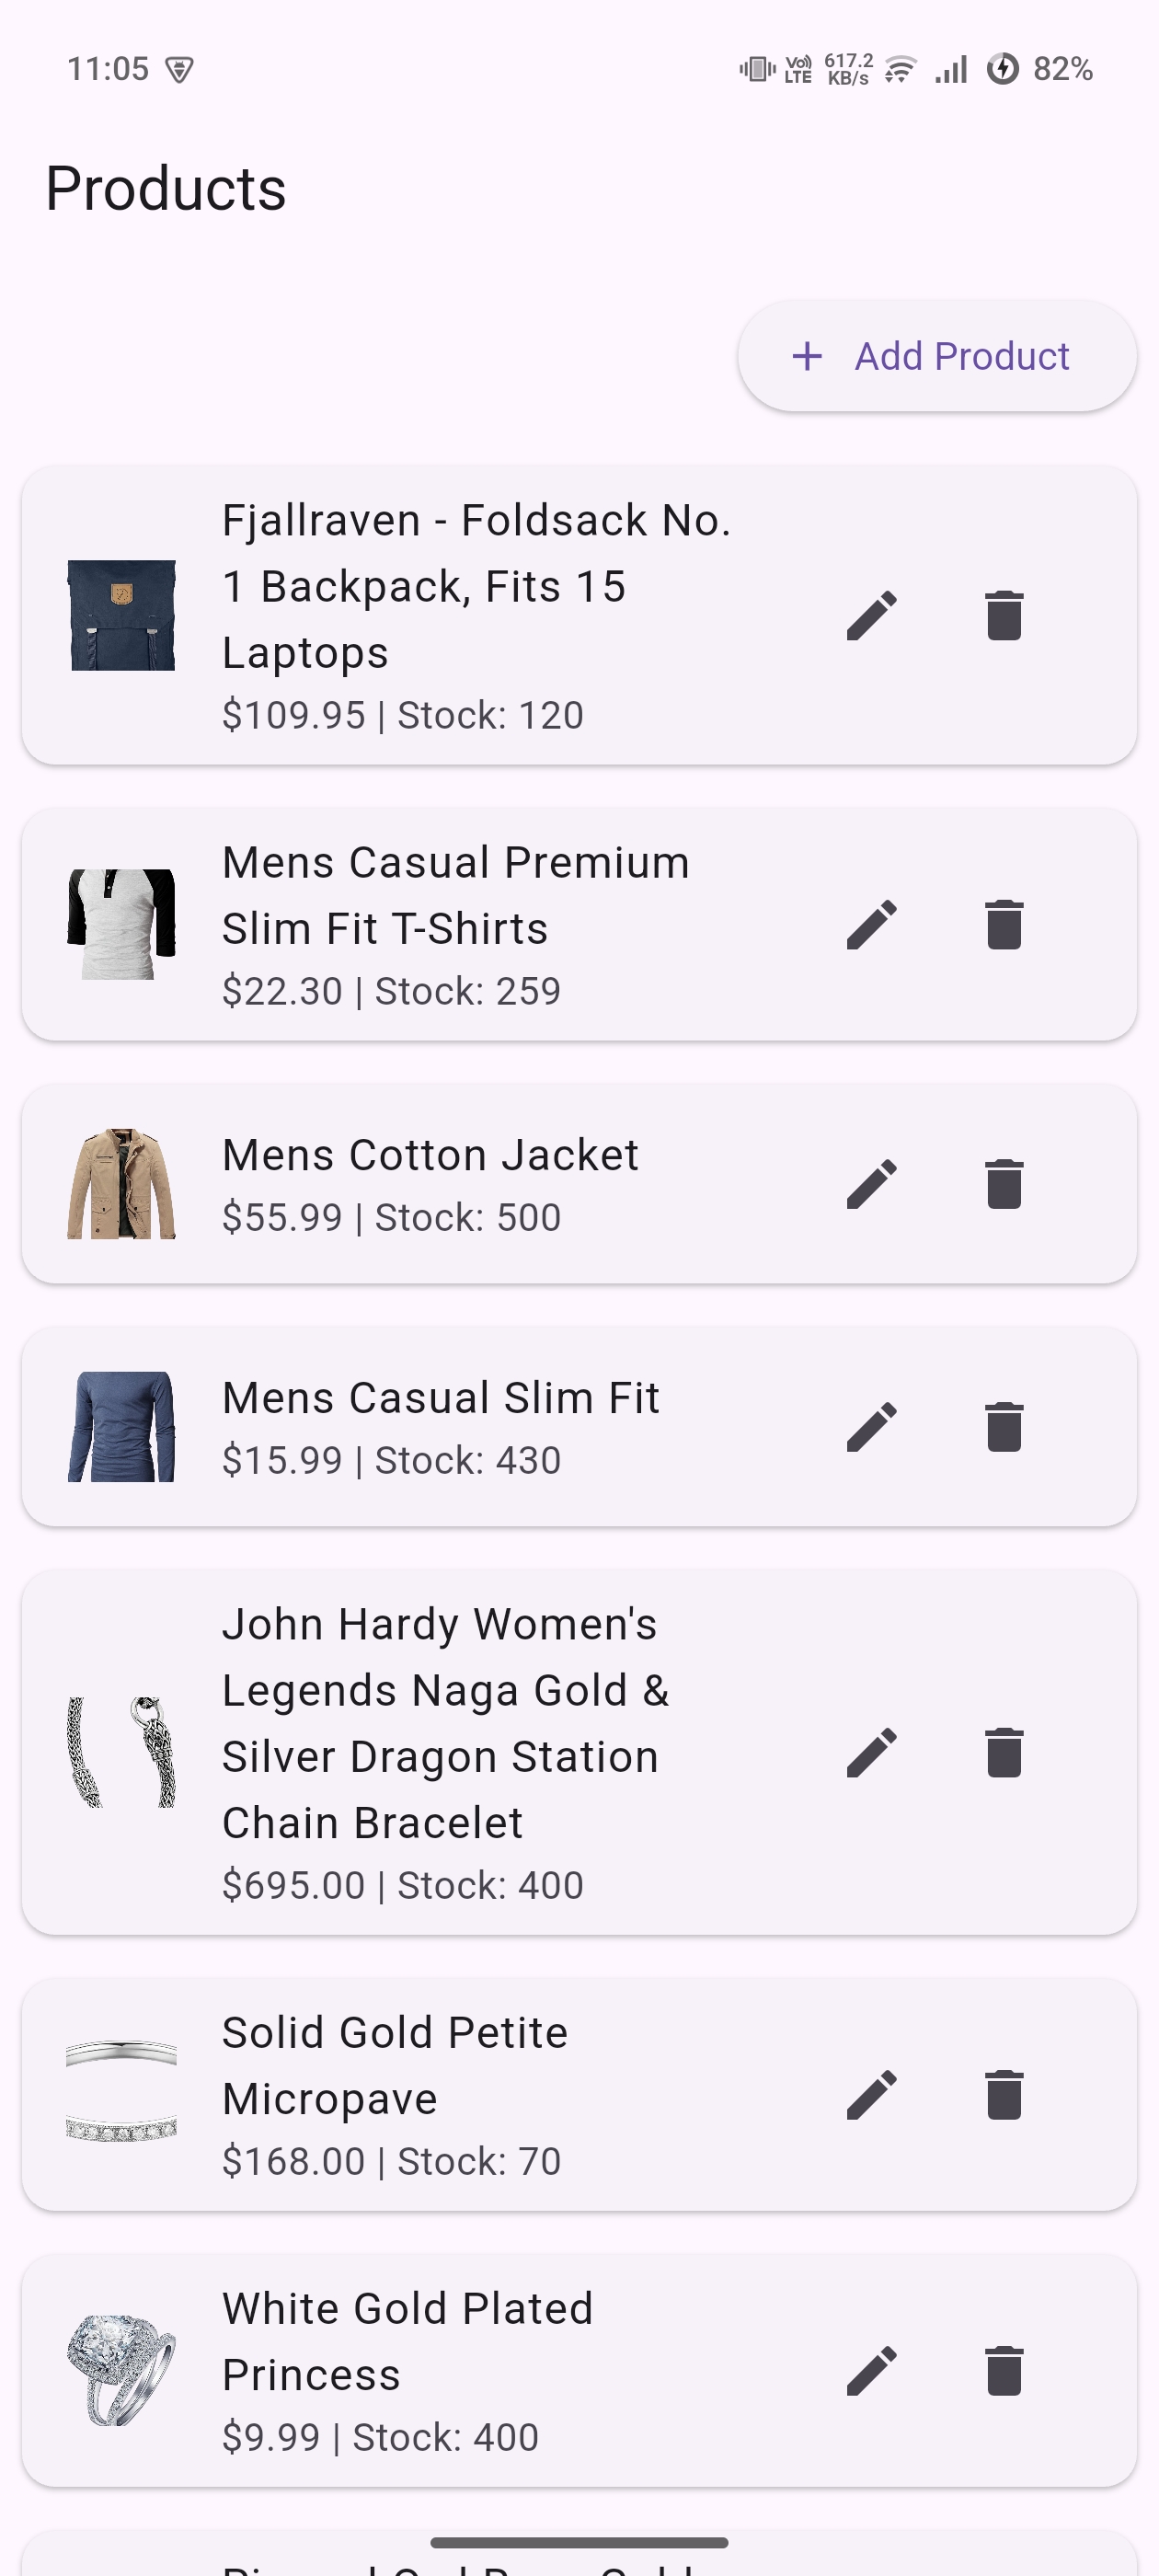 11:05
Vo) LTE
617.2 KB/s
82%
Products
+ Add Product
Fjallraven - Foldsack No.
1 Backpack, Fits 15
Laptops
$109.95 | Stock: 120
Mens Casual Premium
Slim Fit T-Shirts
$22.30 | Stock: 259
Mens Cotton Jacket
$55.99 | Stock: 500
Mens Casual Slim Fit
$15.99 | Stock: 430
John Hardy Women's
Legends Naga Gold &
Silver Dragon Station
Chain Bracelet
$695.00 | Stock: 400
Solid Gold Petite
Micropave
$168.00 | Stock: 70
White Gold Plated
Princess
$9.99 | Stock: 400